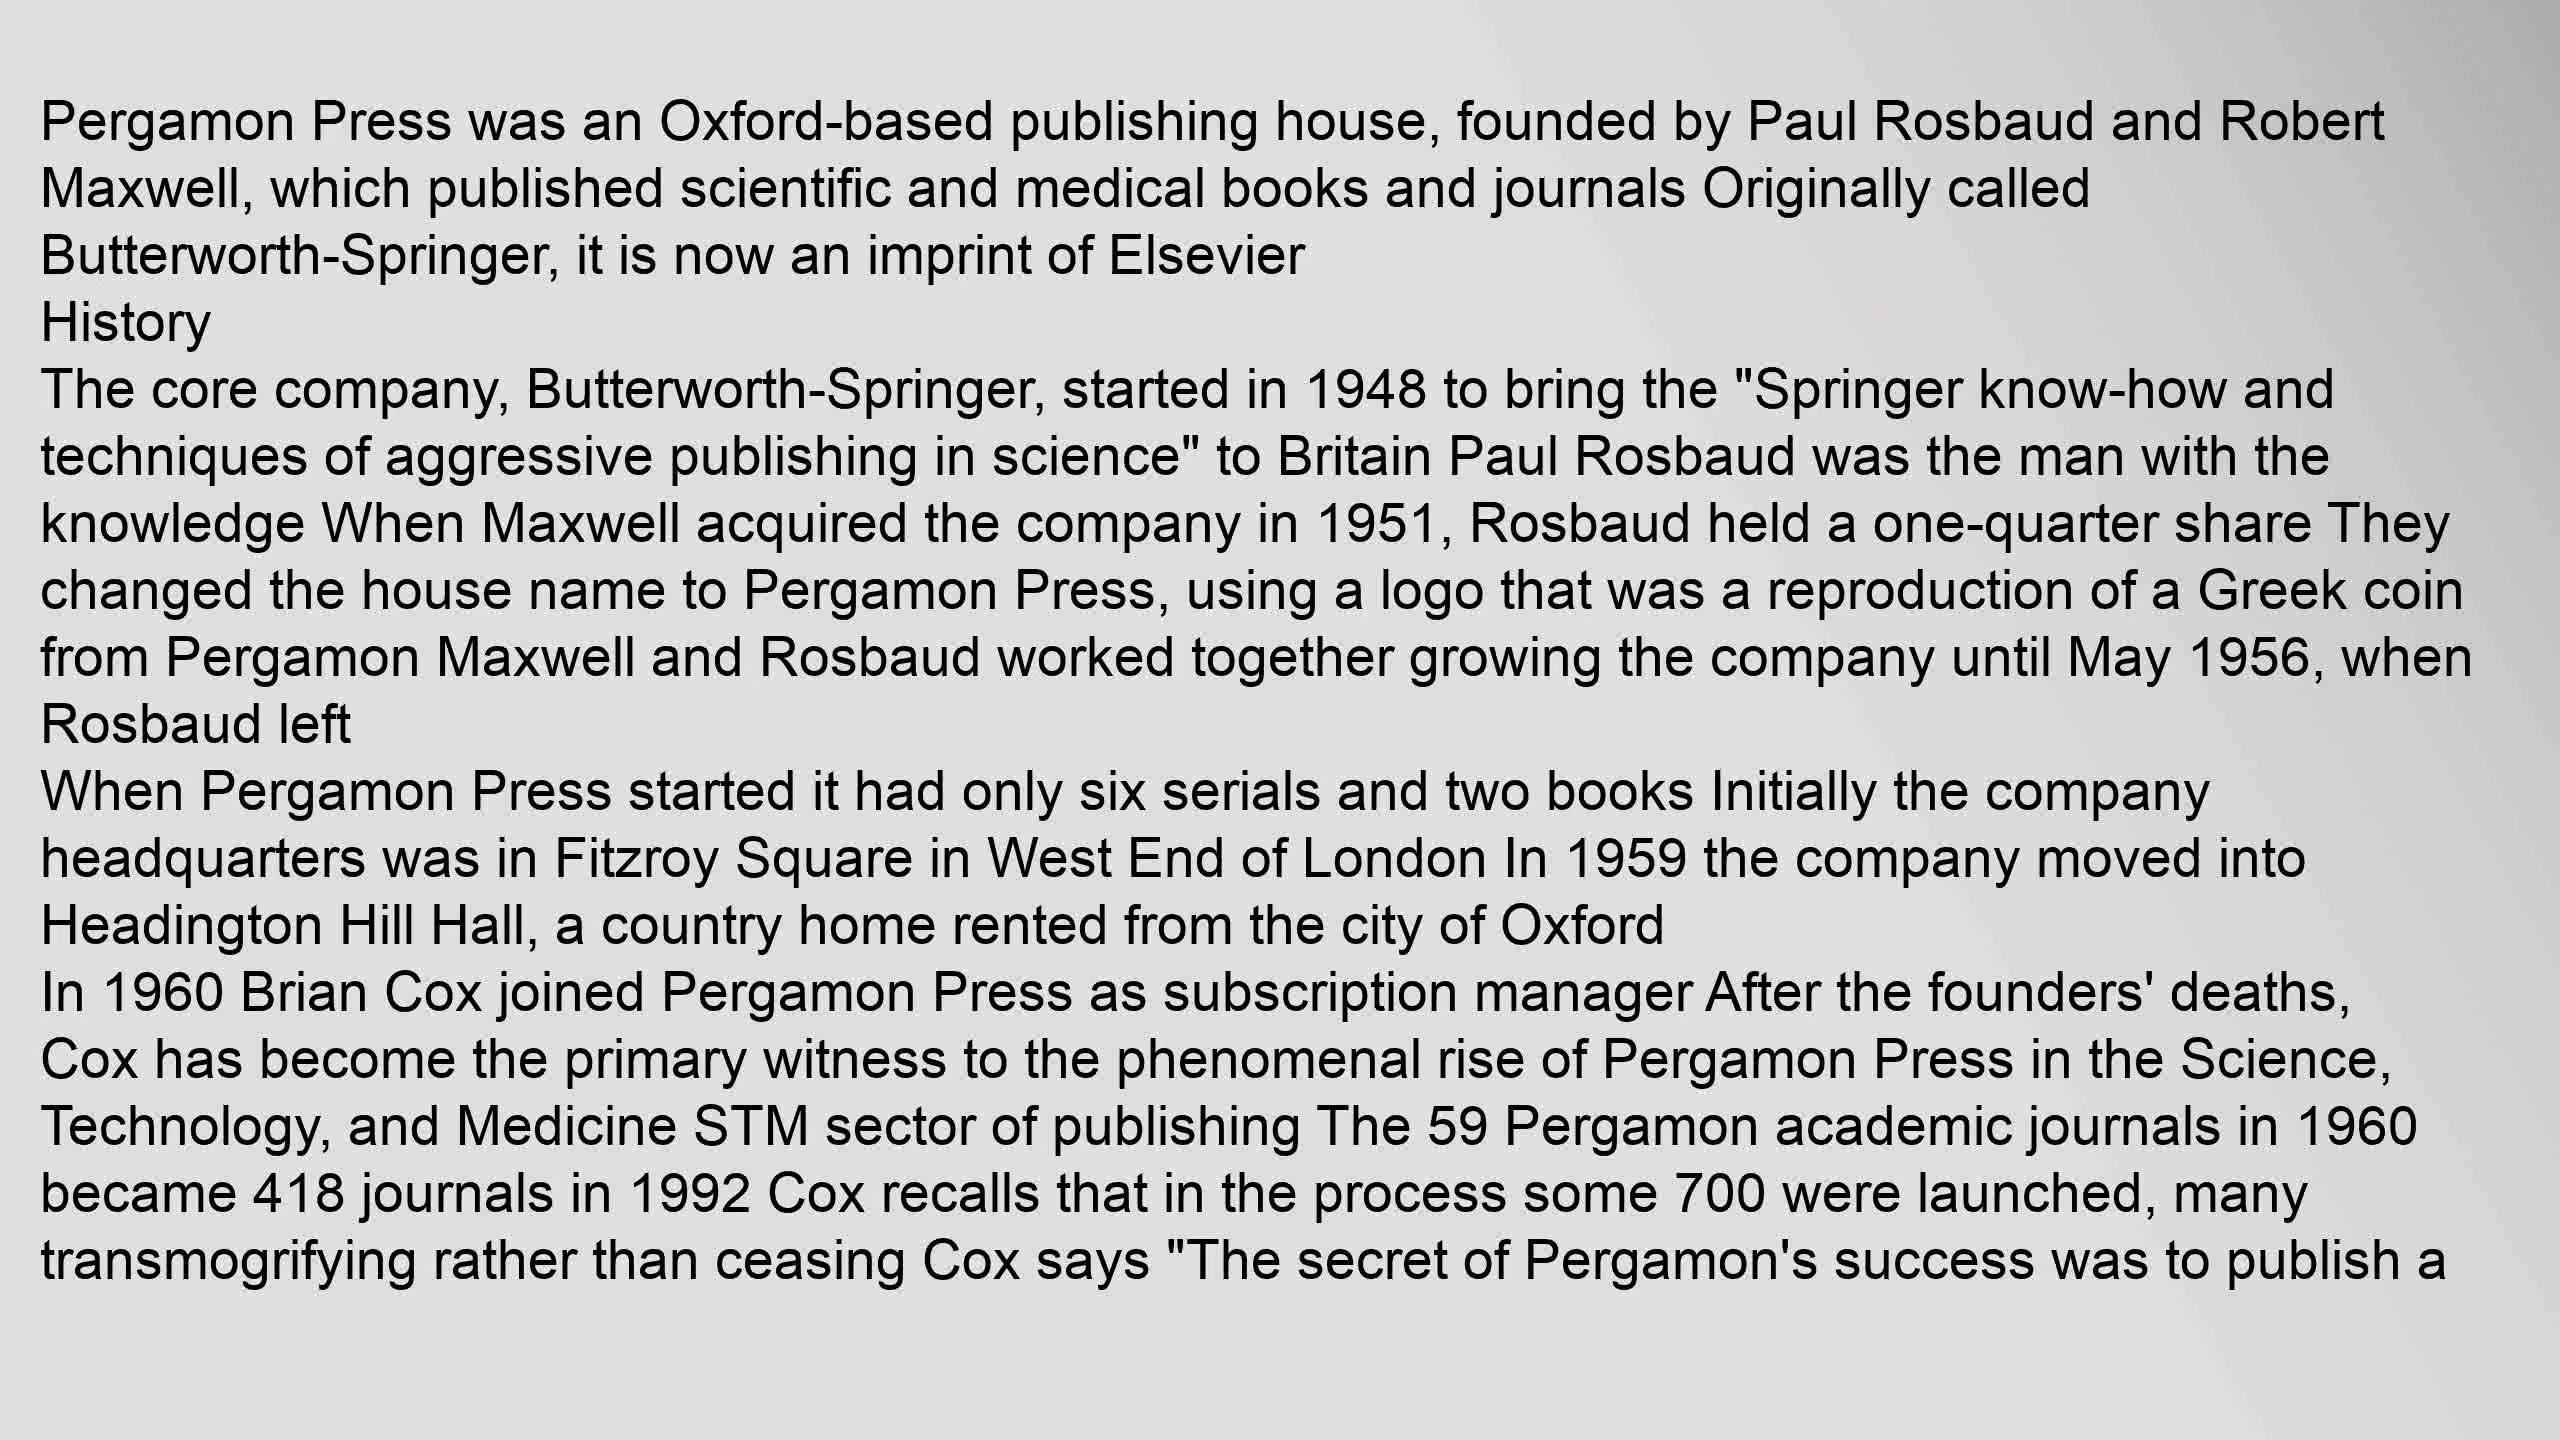 Pergamon Press was an Oxford-based publishing house, founded by Paul Rosbaud and Robert
Maxwell, which published scientific and medical books and journals Originally called
Butterworth-Springer, it is now an imprint of Elsevier
History
The core company, Butterworth-Springer, started in 1948 to bring the "Springer know-how and
techniques of aggressive publishing in science" to Britain Paul Rosbaud was the man with the
knowledge When Maxwell acquired the company in 1951, Rosbaud held a one-quarter share They
changed the house name to Pergamon Press, using a logo that was a reproduction of a Greek coin
from Pergamon Maxwell and Rosbaud worked together growing the company until May 1956, when
Rosbaud left
When Pergamon Press started it had only six serials and two books Initially the company
headquarters was in Fitzroy Square in West End of London In 1959 the company moved into
Headington Hill Hall, a country home rented from the city of Oxford
In 1960 Brian Cox joined Pergamon Press as subscription manager After the founders' deaths,
Cox has become the primary witness to the phenomenal rise of Pergamon Press in the Science,
Technology, and Medicine STM sector of publishing The 59 Pergamon academic journals in 1960
became 418 journals in 1992 Cox recalls that in the process some 700 were launched, many
transmogrifying rather than ceasing Cox says "The secret of Pergamon's success was to publish a